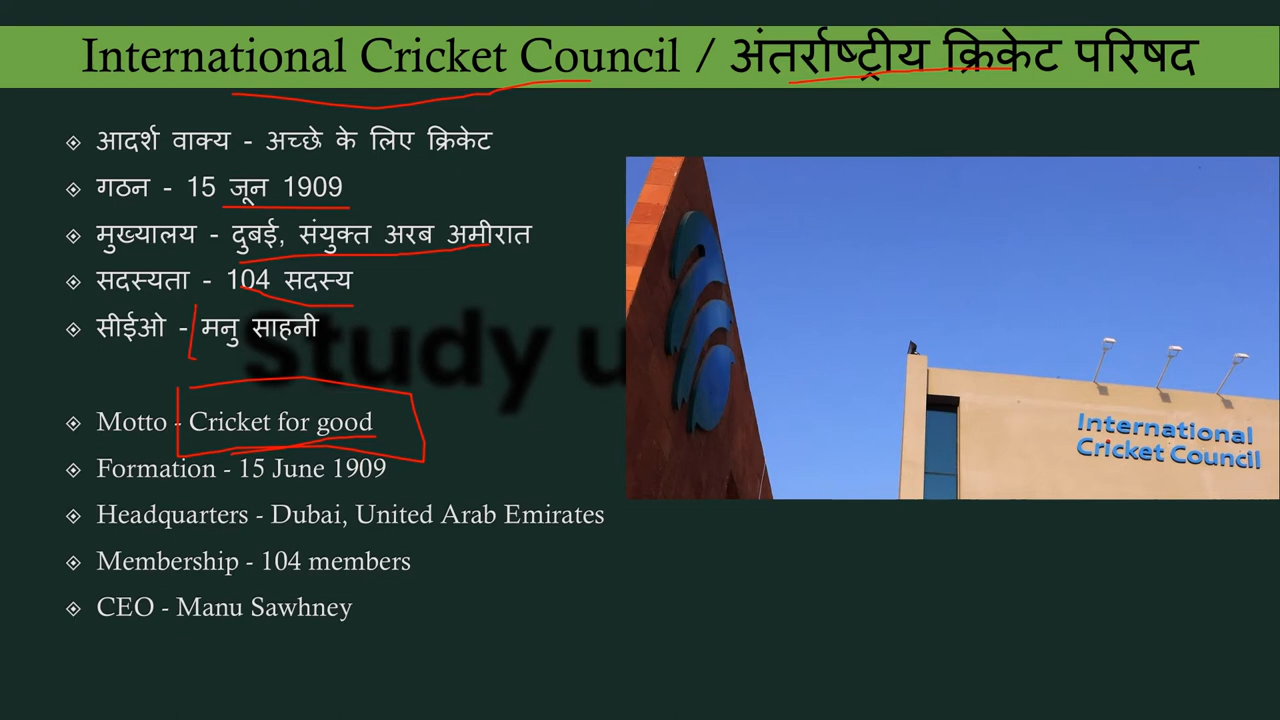 International Cricket Council / अंतर्राष्ट्रीय क्रिकेट परिषद
आदर्श वाक्य - अच्छे के लिए क्रिकेट
गठन - 15 जून 1909
मुख्यालय - दुबई, संयुक्त अरब अमीरात
सदस्यता - 104 सदस्य
सीईओ - मनु साहनी
Study
Motto - Cricket for good
Formation - 15 June 1909
Headquarters - Dubai, United Arab Emirates
Membership - 104 members
CEO - Manu Sawhney
International
Cricket Council